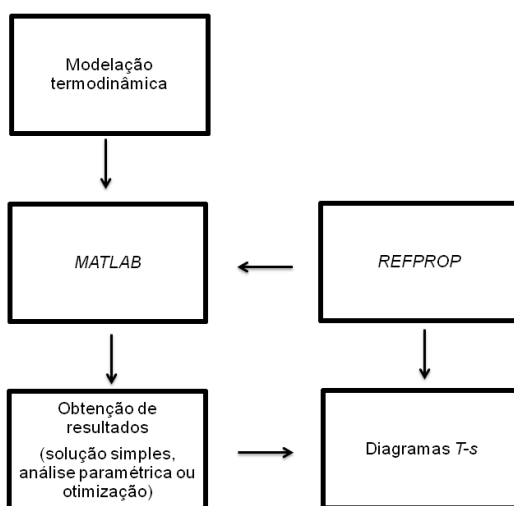 Modelação
termodinâmica
MATLAB
REFPROP
Obtenção de
resultados
(solução simples,
análise paramétrica ou
otimização)
Diagramas T-s